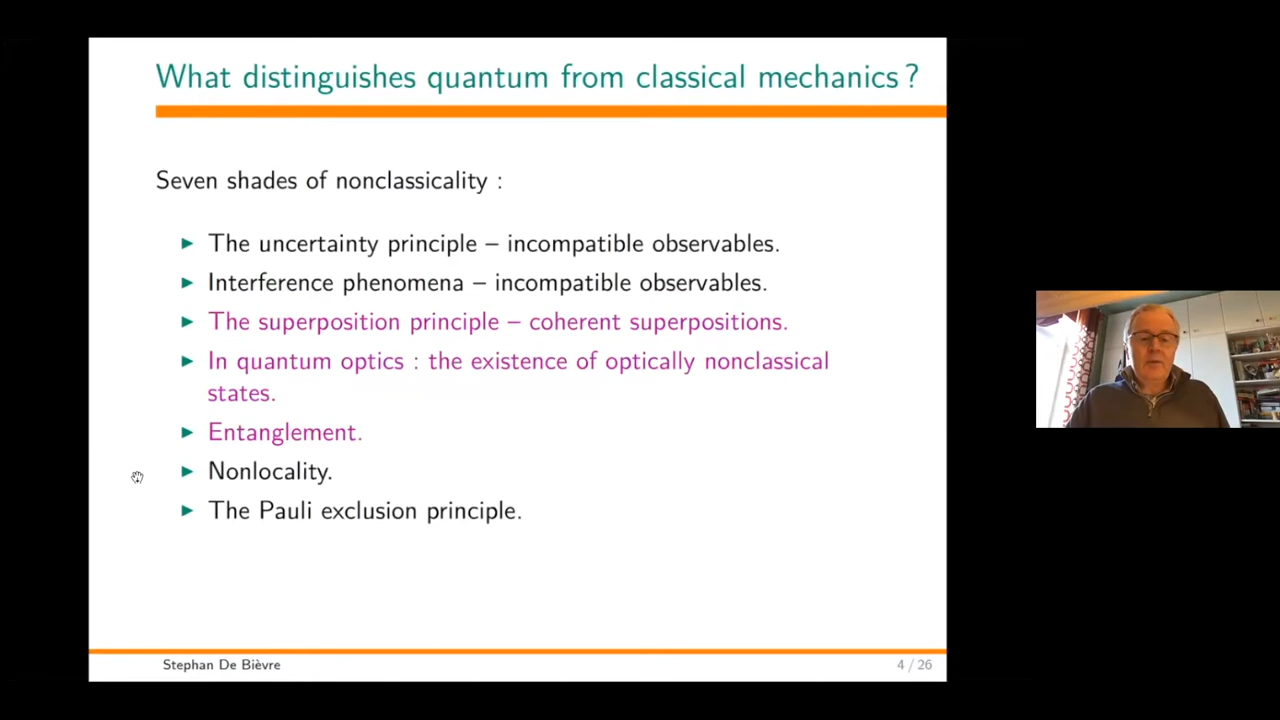 What distinguishes quantum from classical mechanics ?
Seven shades of nonclassicality :
► The uncertainty principle – incompatible observables.
► Interference phenomena – incompatible observables.
► The superposition principle – coherent superpositions.
► In quantum optics : the existence of optically nonclassical
states.
► Entanglement.
► Nonlocality.
► The Pauli exclusion principle.
Stephan De Bièvre
4 / 26